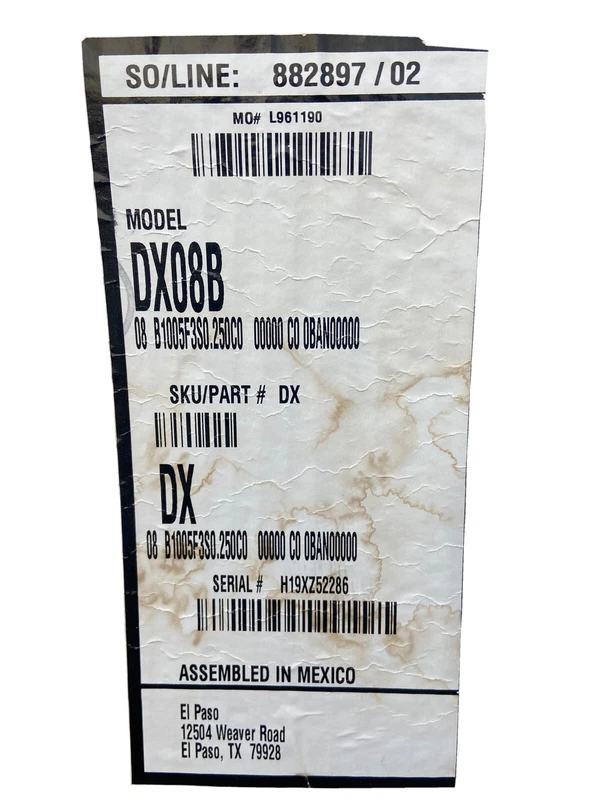 SO/LINE: 882897 / 02
MO# L961190
MODEL
DX08B
08 B1005F3S0.250C0 00000 C0 0BAN00000
SKU/PART # DX
DX
08 B1005F3S0.250C0 00000 C0 0BAN00000
SERIAL # H19XZ52286
ASSEMBLED IN MEXICO
El Paso
12504 Weaver Road
El Paso, TX 79928